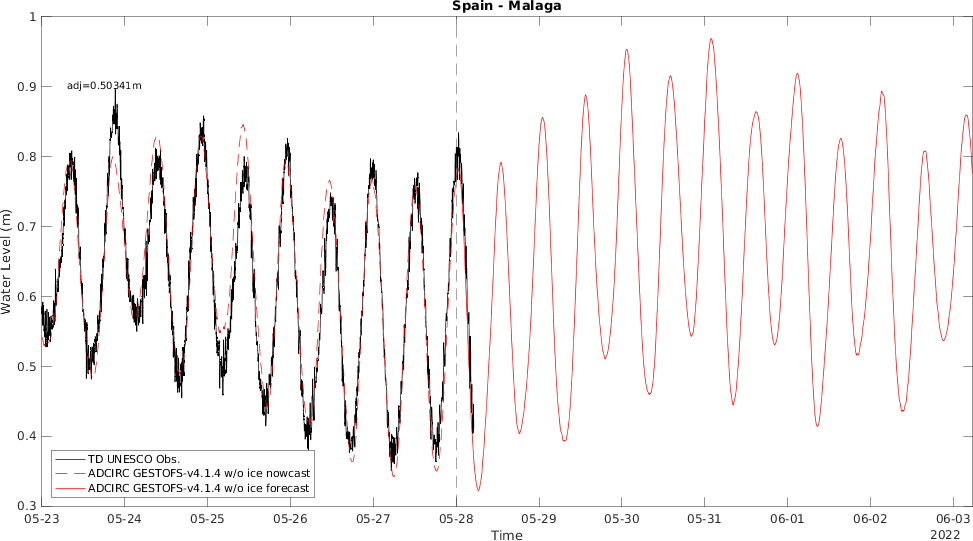 Spain - Malaga
1
0.9
0.8
0.7
0.6
0.5
0.4
0.3
Water Level (m)
adj=0.50341m
TD UNESCO Obs.
ADCIRC GESTOFS-v4.1.4 w/o ice nowcast
ADCIRC GESTOFS-v4.1.4 w/o ice forecast
05-23 05-24 05-25 05-26 05-27 05-28 05-29 05-30 05-31 06-01 06-02 06-03
2022
Time